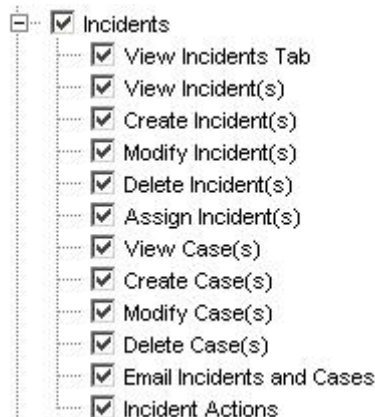 Incidents
View Incidents Tab
View Incident(s)
Create Incident(s)
Modify Incident(s)
Delete Incident(s)
Assign Incident(s)
View Case(s)
Create Case(s)
Modify Case(s)
Delete Case(s)
Email Incidents and Cases
Incident Actions